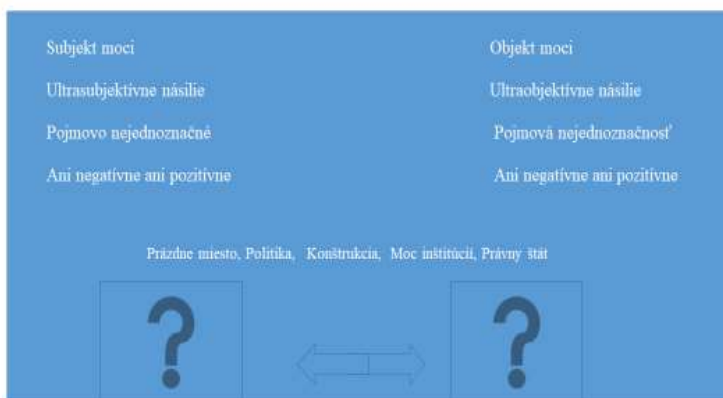 Subjekt moci
Ultrasubjektívne násilie
Pojmovo nejednoznačné
Ani negatívne ani pozitívne
Objekt moci
Ultraobjektívne násilie
Pojmová nejednoznačnosť
Ani negatívne ani pozitívne
Prázdne miesto, Politika, Konštrukcia, Moc inštitúcií, Právny štát
? ?